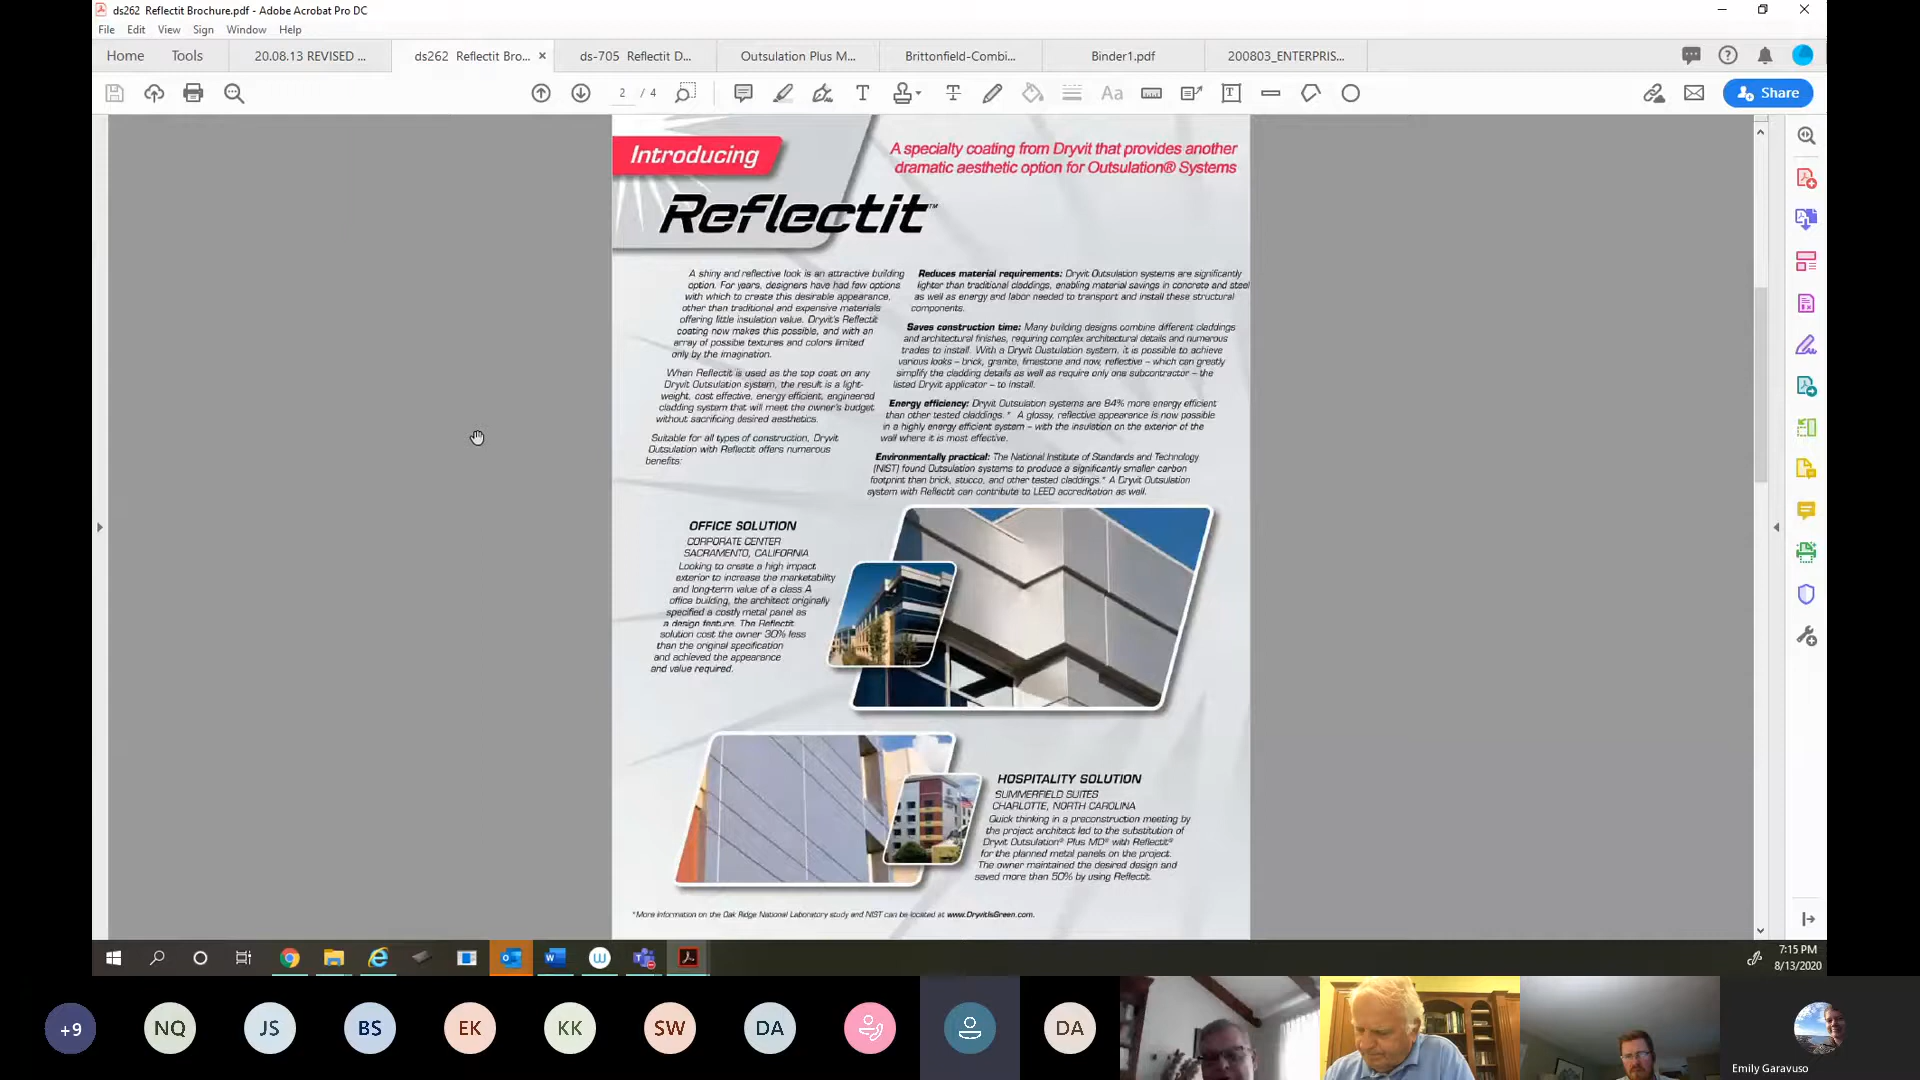 ds262 Reflectit Brochure.pdf - Adobe Acrobat Pro DC
File Edit View Sign Window Help
Home Tools 20.08.13 REVISED ... ds262 Reflectit Bro... × ds-705 Reflectit D... Outsulation Plus M... Brittonfield-Combi... Binder1.pdf 200803_ENTERPRIS...
2 / 4 Share
Introducing
A specialty coating from Dryvit that provides another
dramatic aesthetic option for Outsulation® Systems
Reflectit™
A shiny and reflective look is an attractive building
option. For years, designers have had few options
with which to create this desirable appearance,
other than traditional and expensive materials
offering little insulation value. Dryvit's Reflectit
coating now makes this possible, and with an
array of possible textures and colors limited
only by the imagination.
When Reflectit is used as the top coat on any
Dryvit Outsulation system, the result is a light-
weight, cost effective, energy efficient, engineered
cladding system that will meet the owner's budget
without sacrificing desired aesthetics.
Suitable for all types of construction, Dryvit
Outsulation with Reflectit offers numerous
benefits:
Reduces material requirements: Dryvit Outsulation systems are significantly
lighter than traditional claddings, enabling material savings in concrete and steel
as well as energy and labor needed to transport and install these structural
components.
Saves construction time: Many building designs combine different claddings
and architectural finishes, requiring complex architectural details and numerous
trades to install. With a Dryvit Oustulation system, it is possible to achieve
various looks – brick, granite, limestone and now, reflective – which can greatly
simplify the cladding details as well as require only one subcontractor – the
listed Dryvit applicator – to install.
Energy efficiency: Dryvit Outsulation systems are 84% more energy efficient
than other tested claddings.* A glossy, reflective appearance is now possible
in a highly energy efficient system – with the insulation on the exterior of the
wall where it is most effective.
Environmentally practical: The National Institute of Standards and Technology
(NIST) found Outsulation systems to produce a significantly smaller carbon
footprint than brick, stucco, and other tested claddings.* A Dryvit Outsulation
system with Reflectit can contribute to LEED accreditation as well.
OFFICE SOLUTION
CORPORATE CENTER
SACRAMENTO, CALIFORNIA
Looking to create a high impact
exterior to increase the marketability
and long-term value of a class A
office building, the architect originally
specified a costly metal panel as
a design feature. The Reflectit
solution cost the owner 30% less
than the original specification
and achieved the appearance
and value required.
HOSPITALITY SOLUTION
SUMMERFIELD SUITES
CHARLOTTE, NORTH CAROLINA
Quick thinking in a preconstruction meeting by
the project architect led to the substitution of
Dryvit Outsulation® Plus MD® with Reflectit®
for the planned metal panels on the project.
The owner maintained the desired design and
saved more than 50% by using Reflectit.
*More information on the Oak Ridge National Laboratory study and NIST can be located at www.DryvitIsGreen.com.
7:15 PM
8/13/2020
+9 NQ JS BS EK KK SW DA DA
Emily Garavuso